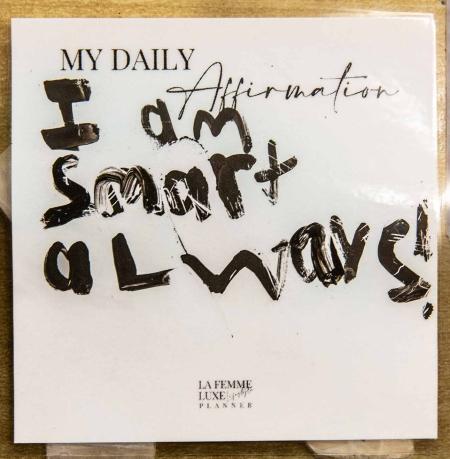 MY DAILY
Affirmation
I am
smart
aLways!
LA FEMME
LUXE
PLANNER